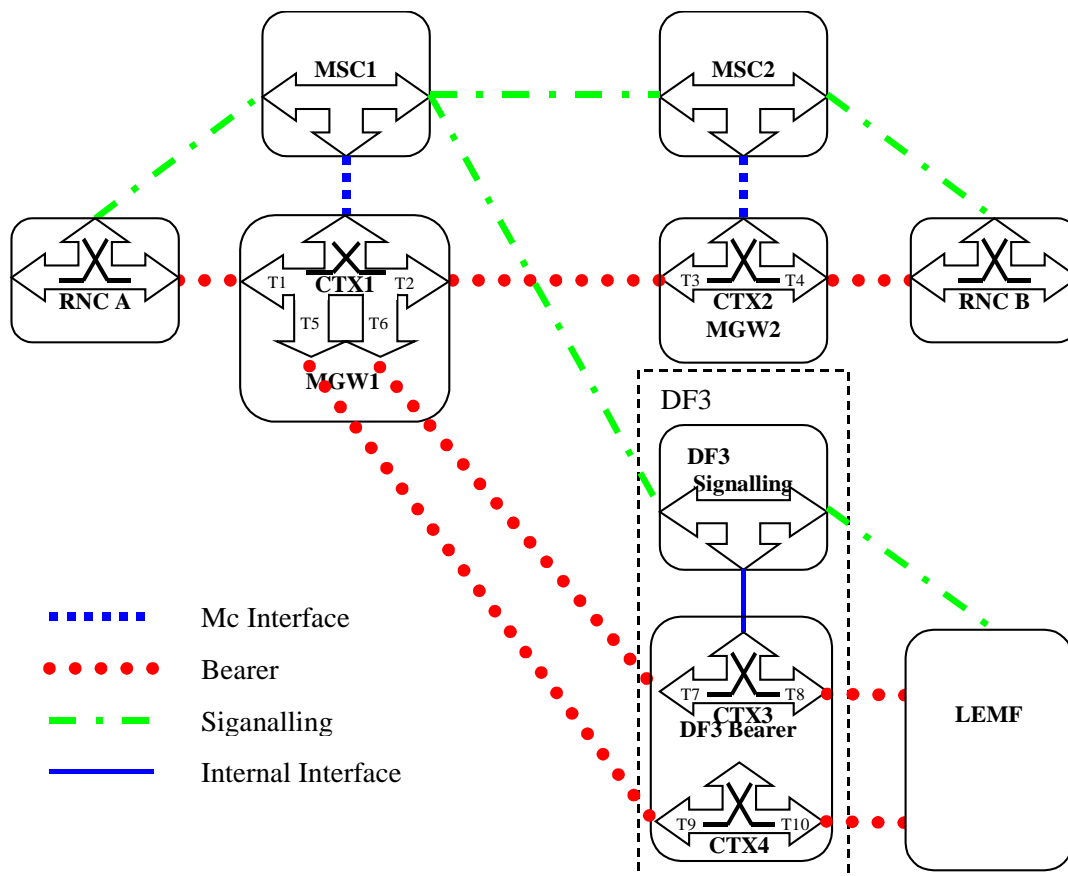 MSC1
MSC2
RNC A
T1
CTX1
T2
T5
T6
MGW1
T3
T4
CTX2
MGW2
RNC B
DF3
DF3
Signalling
T7
T8
CTX3
DF3 Bearer
T9
T10
CTX4
LEMF
Mc Interface
Bearer
Siganalling
Internal Interface